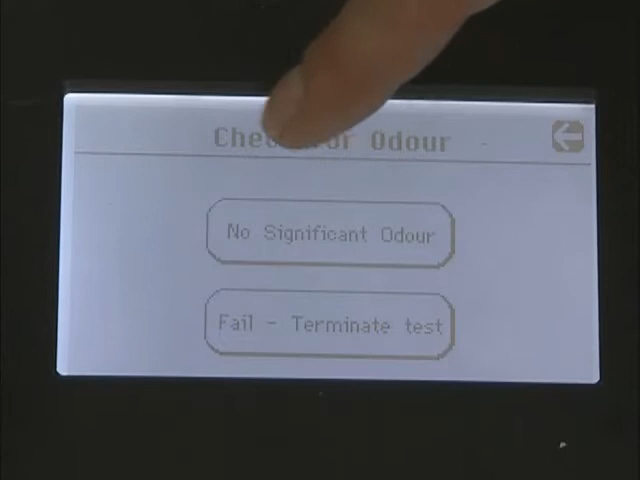 Che or Odour
No Significant Odour
Fail - Terminate test